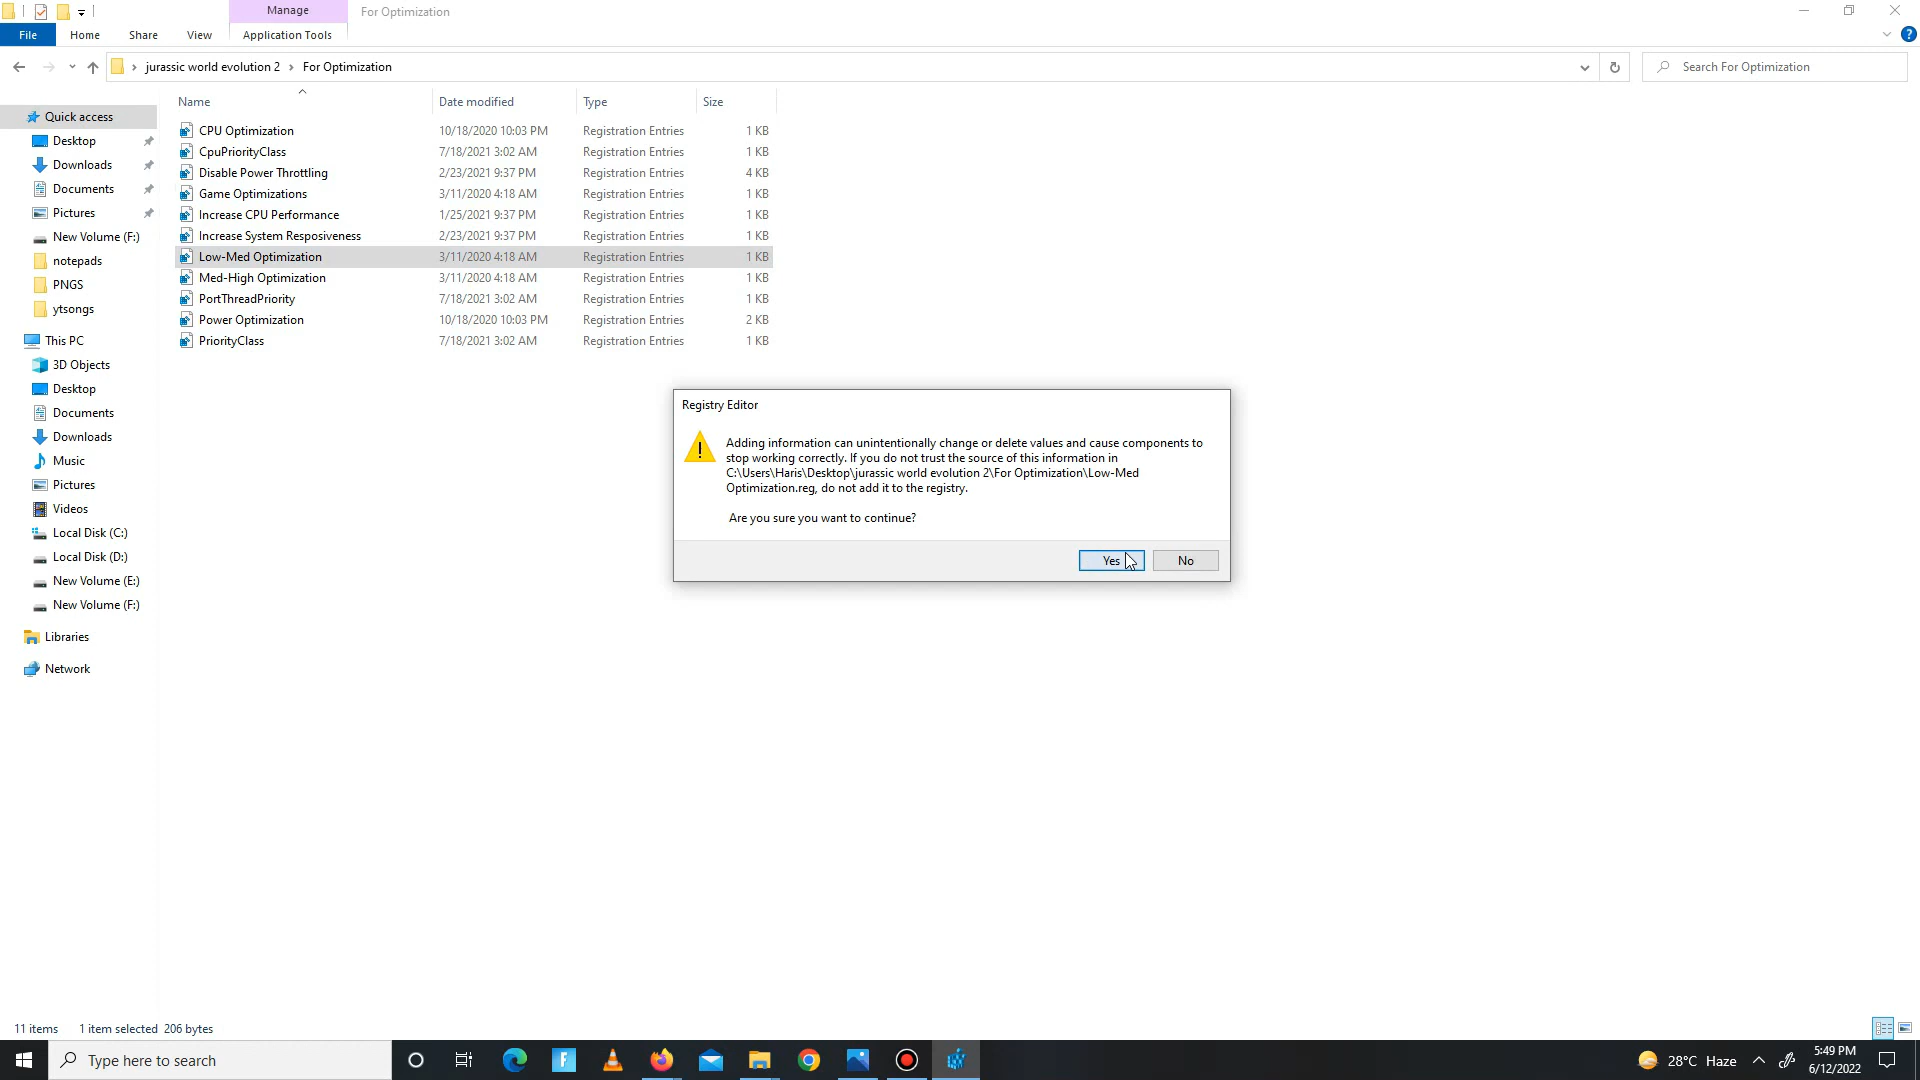 Manage
For Optimization
File
Home
Share
View
Application Tools
jurassic world evolution 2
For Optimization
Search For Optimization
Name
Date modified
Type
Size
Quick access
Desktop
Downloads
Documents
Pictures
New Volume (F:)
notepads
PNGS
ytsongs
This PC
3D Objects
Desktop
Documents
Downloads
Music
Pictures
Videos
Local Disk (C:)
Local Disk (D:)
New Volume (E:)
New Volume (F:)
Libraries
Network
CPU Optimization 10/18/2020 10:03 PM Registration Entries 1 KB
CpuPriorityClass 7/18/2021 3:02 AM Registration Entries 1 KB
Disable Power Throttling 2/23/2021 9:37 PM Registration Entries 4 KB
Game Optimizations 3/11/2020 4:18 AM Registration Entries 1 KB
Increase CPU Performance 1/25/2021 9:37 PM Registration Entries 1 KB
Increase System Resposiveness 2/23/2021 9:37 PM Registration Entries 1 KB
Low-Med Optimization 3/11/2020 4:18 AM Registration Entries 1 KB
Med-High Optimization 3/11/2020 4:18 AM Registration Entries 1 KB
PortThreadPriority 7/18/2021 3:02 AM Registration Entries 1 KB
Power Optimization 10/18/2020 10:03 PM Registration Entries 2 KB
PriorityClass 7/18/2021 3:02 AM Registration Entries 1 KB
Registry Editor
Adding information can unintentionally change or delete values and cause components to
stop working correctly. If you do not trust the source of this information in
C:\Users\Haris\Desktop\jurassic world evolution 2\For Optimization\Low-Med
Optimization.reg, do not add it to the registry.
Are you sure you want to continue?
Yes
No
11 items 1 item selected 206 bytes
Type here to search
28°C Haze
5:49 PM
6/12/2022